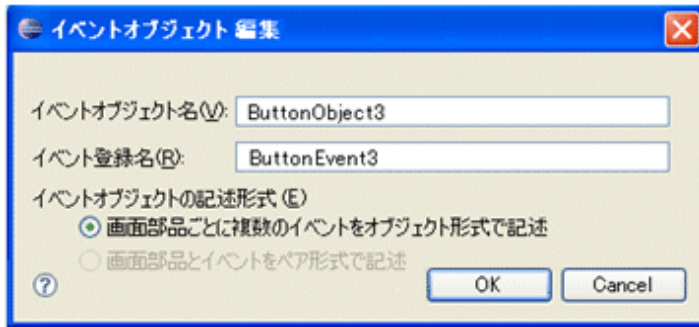 イベントオブジェクト 編集
イベントオブジェクト名(V): ButtonObject3
イベント登録名(R): ButtonEvent3
イベントオブジェクトの記述形式(E)
画面部品ごとに複数のイベントをオブジェクト形式で記述
画面部品とイベントをペア形式で記述
? OK Cancel